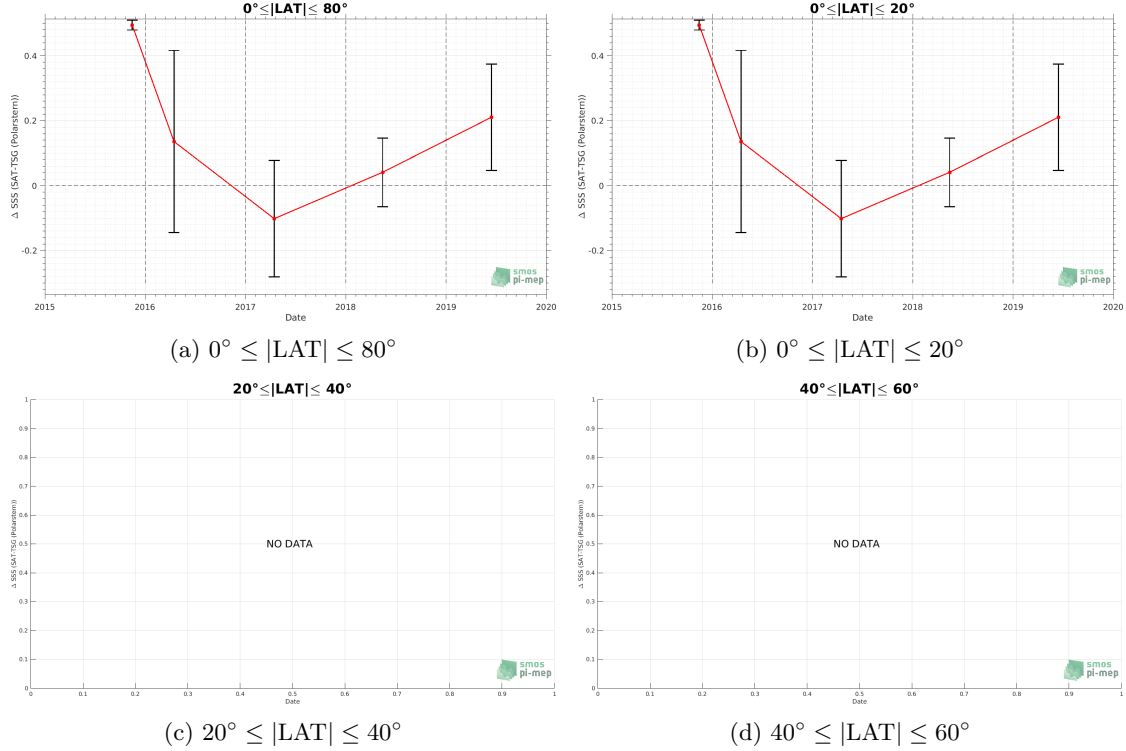 0°≤|LAT|≤ 80°
Δ SSS (SAT-TSG (Polarstern))
0.4
0.2
0
-0.2
2015 2016 2017 2018 2019 2020
Date
smos
pi-mep
(a) 0° ≤ |LAT| ≤ 80°
0°≤|LAT|≤ 20°
Δ SSS (SAT-TSG (Polarstern))
0.4
0.2
0
-0.2
2015 2016 2017 2018 2019 2020
Date
smos
pi-mep
(b) 0° ≤ |LAT| ≤ 20°
20°≤|LAT|≤ 40°
Δ SSS (SAT-TSG (Polarstern))
1
0.9
0.8
0.7
0.6
0.5
0.4
0.3
0.2
0.1
0
NO DATA
0 0.1 0.2 0.3 0.4 0.5 0.6 0.7 0.8 0.9 1
Date
smos
pi-mep
(c) 20° ≤ |LAT| ≤ 40°
40°≤|LAT|≤ 60°
Δ SSS (SAT-TSG (Polarstern))
1
0.9
0.8
0.7
0.6
0.5
0.4
0.3
0.2
0.1
0
NO DATA
0 0.1 0.2 0.3 0.4 0.5 0.6 0.7 0.8 0.9 1
Date
smos
pi-mep
(d) 40° ≤ |LAT| ≤ 60°